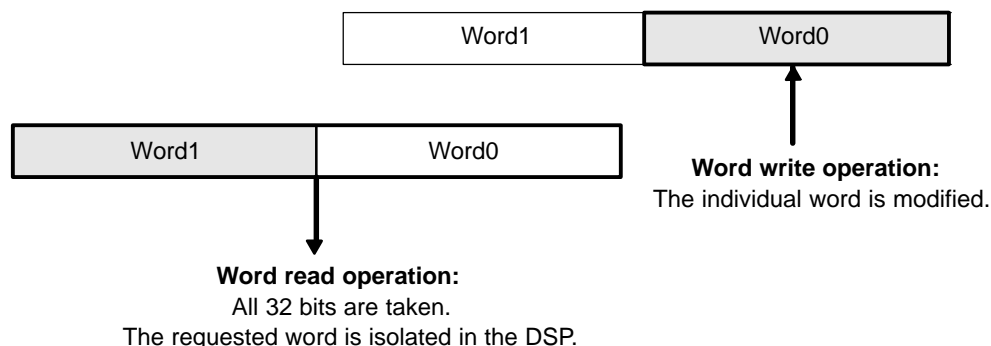 Word1 Word0
Word1 Word0
Word write operation:
The individual word is modified.
Word read operation:
All 32 bits are taken.
The requested word is isolated in the DSP.